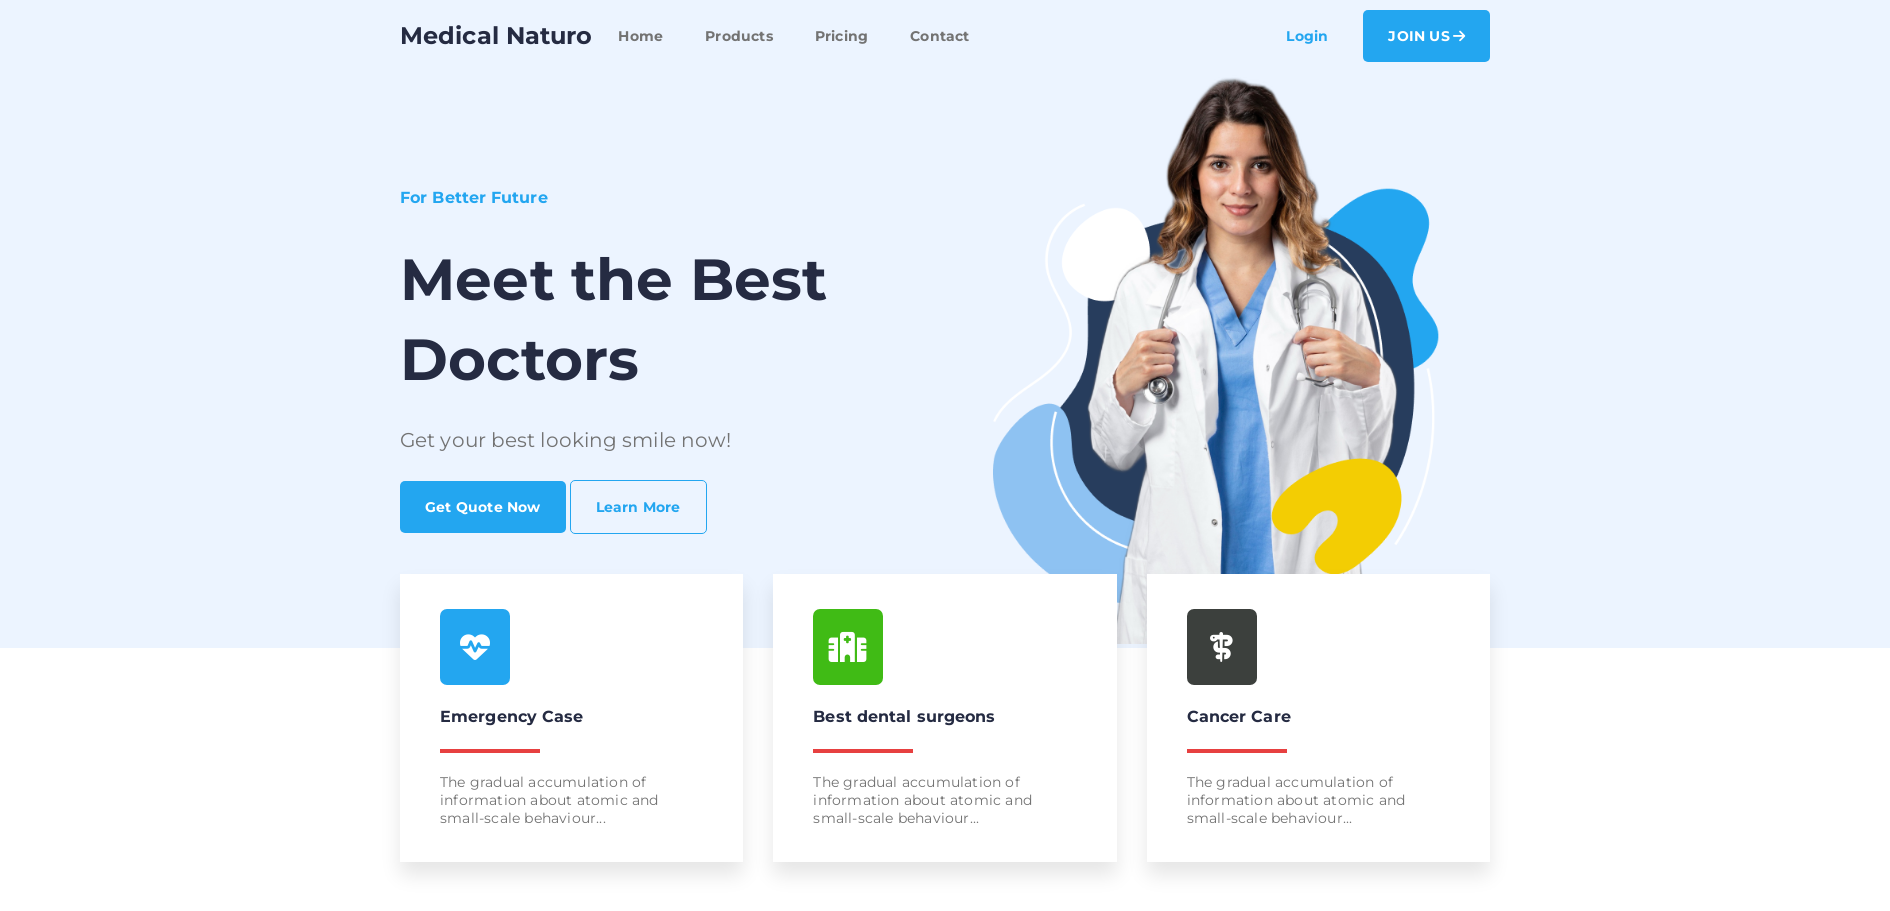 Medical Naturo
Home
Products
Pricing
Contact
Login
JOIN US
For Better Future
Meet the Best
Doctors
Get your best looking smile now!
Get Quote Now
Learn More
Emergency Case
The gradual accumulation of
information about atomic and
small-scale behaviour...
Best dental surgeons
The gradual accumulation of
information about atomic and
small-scale behaviour...
Cancer Care
The gradual accumulation of
information about atomic and
small-scale behaviour...